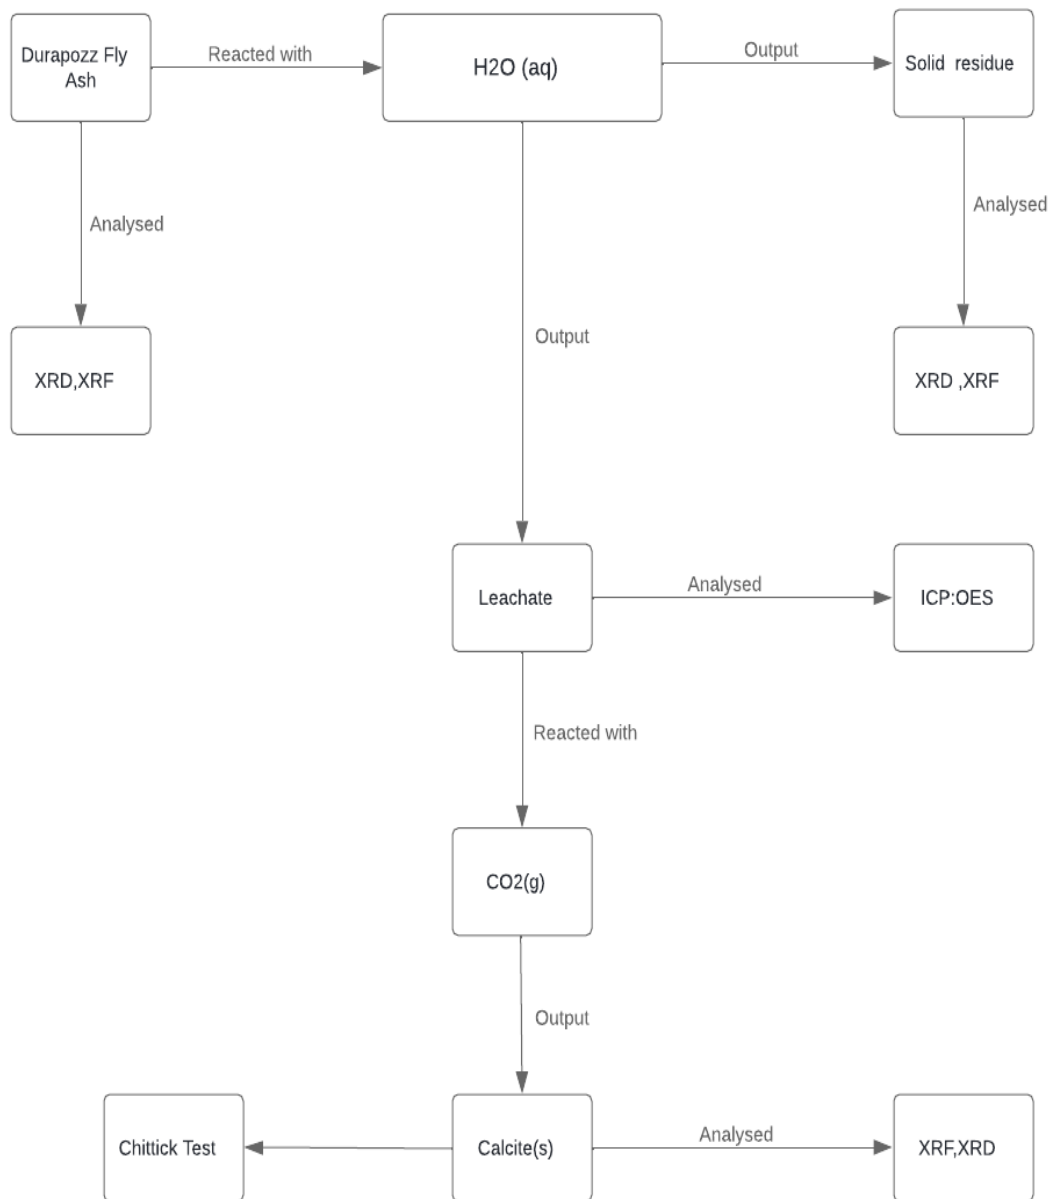 Durapozz Fly
Ash
Reacted with
H2O (aq)
Output
Solid residue
Analysed
Analysed
XRD,XRF
Output
XRD ,XRF
Leachate
Analysed
ICP:OES
Reacted with
CO2(g)
Output
Chittick Test
Calcite(s)
Analysed
XRF,XRD